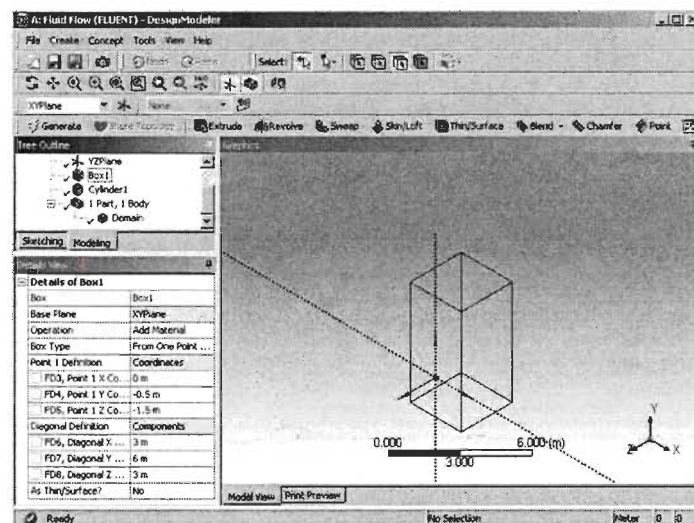 A: Fluid Flow (FLUENT) - DesignModeler
File Create Concept Tools View Help
Undo Redo Select:
XYPlane None
Generate Share Topology Extrude Revolve Sweep Skin/Loft Thin/Surface Blend Chamfer Point
Tree Outline
YZPlane
Box1
Cylinder1
1 Part, 1 Body
Domain
Sketching Modeling
Details View
Details of Box1
Box Box1
Base Plane XYPlane
Operation Add Material
Box Type From One Point ...
Point 1 Definition Coordinates
FD3, Point 1 X Co... 0 m
FD4, Point 1 Y Co... -0.5 m
FD5, Point 1 Z Co... -1.5 m
Diagonal Definition Components
FD6, Diagonal X ... 3 m
FD7, Diagonal Y ... 6 m
FD8, Diagonal Z ... 3 m
As Thin/Surface? No
Graphics
0.000 6.000 (m)
3.000
Y
Z X
Model View Print Preview
Ready No Selection Meter 0 0